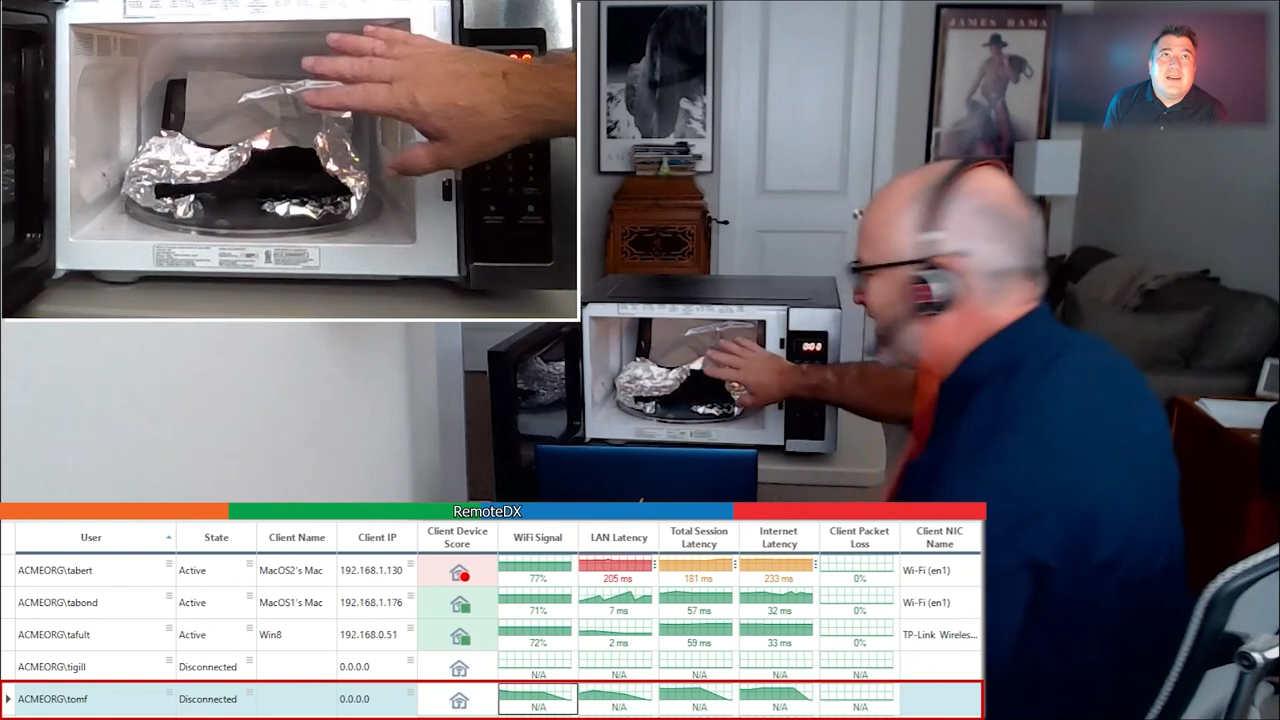 JAMES BAMA
RemoteDX
User State Client Name Client IP Client Device Score WiFi Signal LAN Latency Total Session Latency Internet Latency Client Packet Loss Client NIC Name
ACMEORG\tabert Active MacOS2's Mac 192.168.1.130 77% 205 ms 181 ms 233 ms 0% Wi-Fi (en1)
ACMEORG\tabond Active MacOS1's Mac 192.168.1.176 71% 7 ms 57 ms 32 ms 0% Wi-Fi (en1)
ACMEORG\tafult Active Win8 192.168.0.51 72% 2 ms 59 ms 33 ms 0% TP-Link Wireles...
ACMEORG\tigili Disconnected 0.0.0.0 N/A N/A N/A N/A N/A
ACMEORG\tomf Disconnected 0.0.0.0 N/A N/A N/A N/A N/A